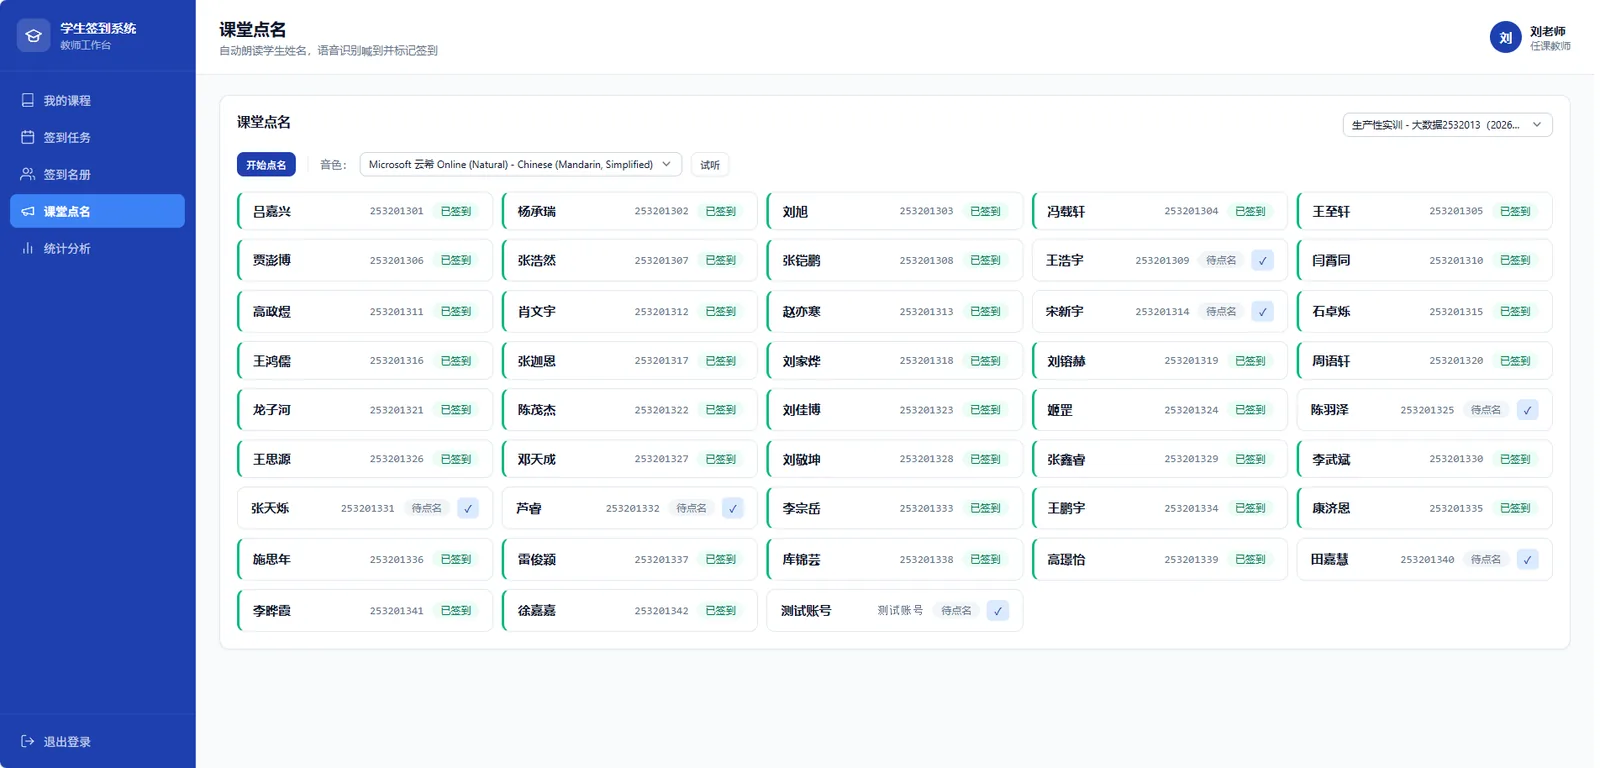 学生签到系统
教师工作台
我的课程
签到任务
签到名册
课堂点名
统计分析
退出登录
课堂点名
自动朗读学生姓名，语音识别喊到并标记签到
刘
刘老师
任课教师
课堂点名
生产性实训 - 大数据2532013（2026...
开始点名 音色： Microsoft 云希 Online (Natural) - Chinese (Mandarin, Simplified) 试听
吕嘉兴 253201301 已签到 杨承瑞 253201302 已签到 刘旭 253201303 已签到 冯载轩 253201304 已签到 王至轩 253201305 已签到
贾澎博 253201306 已签到 张浩然 253201307 已签到 张铠鹏 253201308 已签到 王浩宇 253201309 待点名 ✓ 闫胥同 253201310 已签到
高政煜 253201311 已签到 肖文宇 253201312 已签到 赵亦寒 253201313 已签到 宋新宇 253201314 待点名 ✓ 石卓烁 253201315 已签到
王鸿儒 253201316 已签到 张迦恩 253201317 已签到 刘家烨 253201318 已签到 刘镕赫 253201319 已签到 周语轩 253201320 已签到
龙子河 253201321 已签到 陈茂杰 253201322 已签到 刘佳博 253201323 已签到 姬罡 253201324 已签到 陈羽泽 253201325 待点名 ✓
王思源 253201326 已签到 邓天成 253201327 已签到 刘敬坤 253201328 已签到 张鑫睿 253201329 已签到 李武斌 253201330 已签到
张天烁 253201331 待点名 ✓ 芦睿 253201332 待点名 ✓ 李宗岳 253201333 已签到 王鹏宇 253201334 已签到 康济恩 253201335 已签到
施思年 253201336 已签到 雷俊颖 253201337 已签到 库锦芸 253201338 已签到 高璟怡 253201339 已签到 田嘉慧 253201340 待点名 ✓
李晔霞 253201341 已签到 徐嘉嘉 253201342 已签到 测试账号 测试账号 待点名 ✓